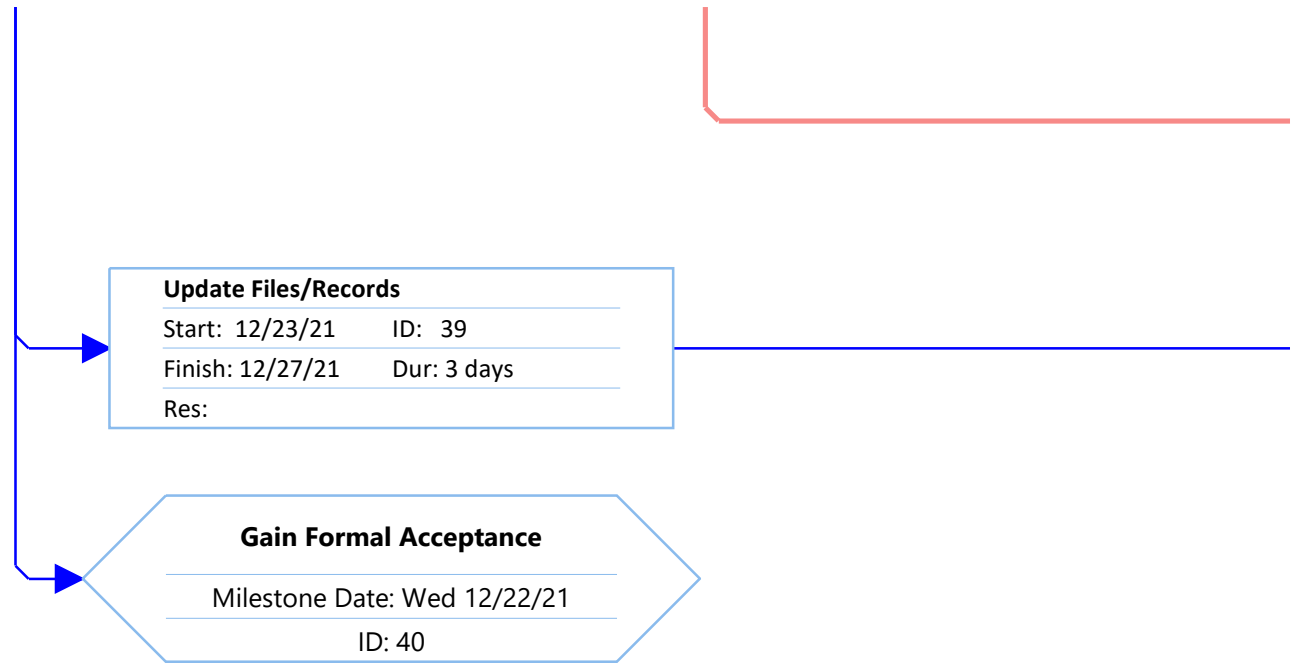 Update Files/Records
Start: 12/23/21 ID: 39
Finish: 12/27/21 Dur: 3 days
Res:
Gain Formal Acceptance
Milestone Date: Wed 12/22/21
ID: 40